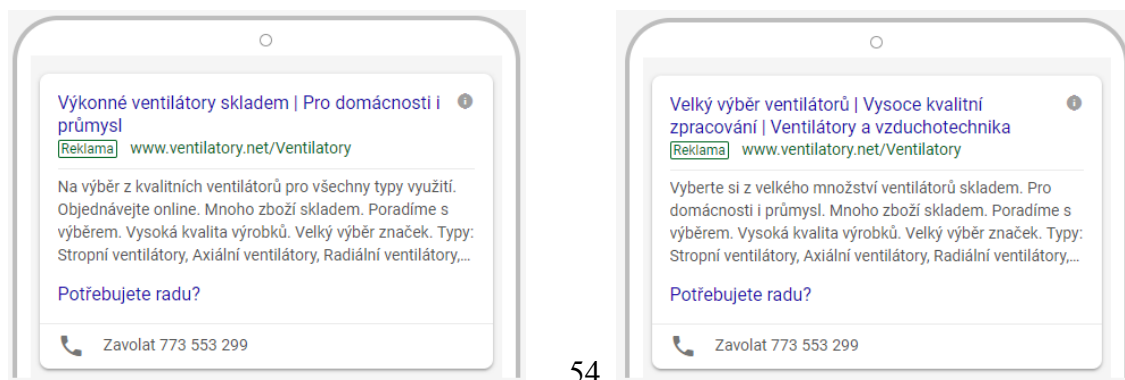 Výkonné ventilátory skladem | Pro domácnosti i
průmysl
Reklama www.ventilatory.net/Ventilatory
Na výběr z kvalitních ventilátorů pro všechny typy využití.
Objednávejte online. Mnoho zboží skladem. Poradíme s
výběrem. Vysoká kvalita výrobků. Velký výběr značek. Typy:
Stropní ventilátory, Axiální ventilátory, Radiální ventilátory,...
Potřebujete radu?
Zavolat 773 553 299
54
Velký výběr ventilátorů | Vysoce kvalitní
zpracování | Ventilátory a vzduchotechnika
Reklama www.ventilatory.net/Ventilatory
Vyberte si z velkého množství ventilátorů skladem. Pro
domácnosti i průmysl. Mnoho zboží skladem. Poradíme s
výběrem. Vysoká kvalita výrobků. Velký výběr značek. Typy:
Stropní ventilátory, Axiální ventilátory, Radiální ventilátory,...
Potřebujete radu?
Zavolat 773 553 299